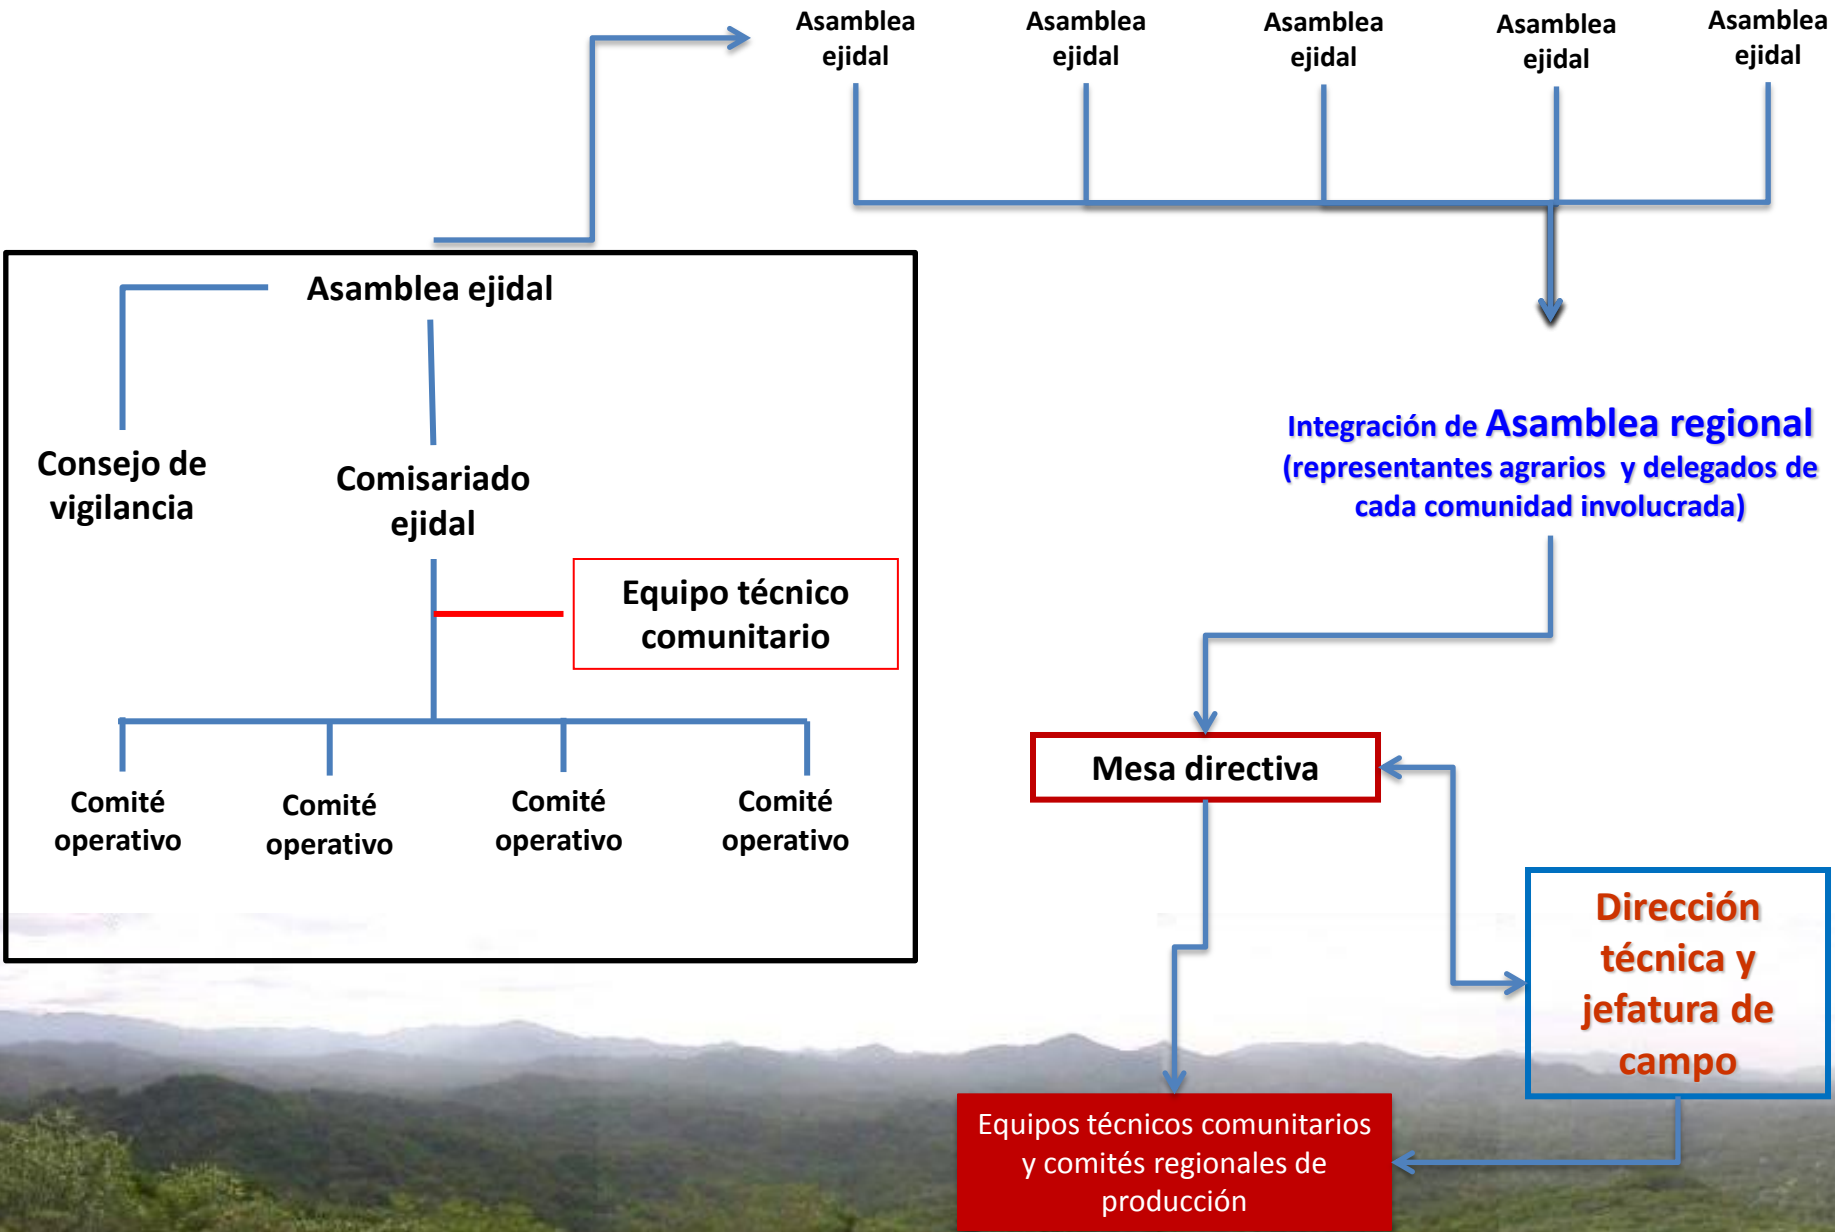 Asamblea
ejidal
Asamblea
ejidal
Asamblea
ejidal
Asamblea
ejidal
Asamblea
ejidal
Asamblea ejidal
Consejo de
vigilancia
Comisariado
ejidal
Equipo técnico
comunitario
Comité
operativo
Comité
operativo
Comité
operativo
Comité
operativo
Integración de Asamblea regional
(representantes agrarios y delegados de
cada comunidad involucrada)
Mesa directiva
Dirección
técnica y
jefatura de
campo
Equipos técnicos comunitarios
y comités regionales de
producción